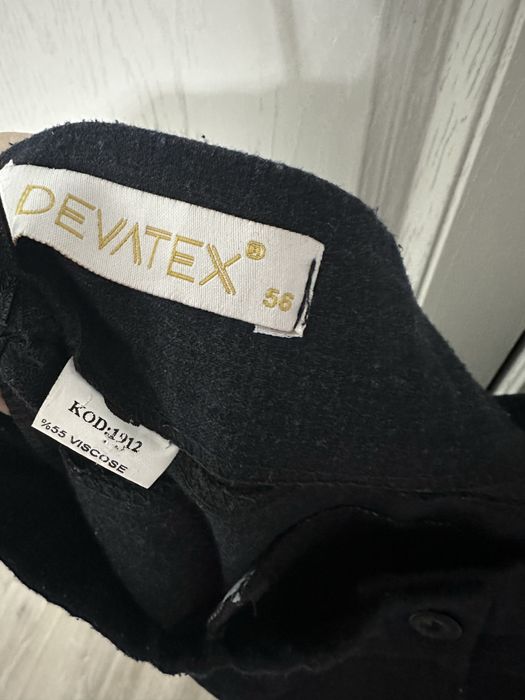 DEVATEX®
56
KOD:1912
%55 VISCOSE